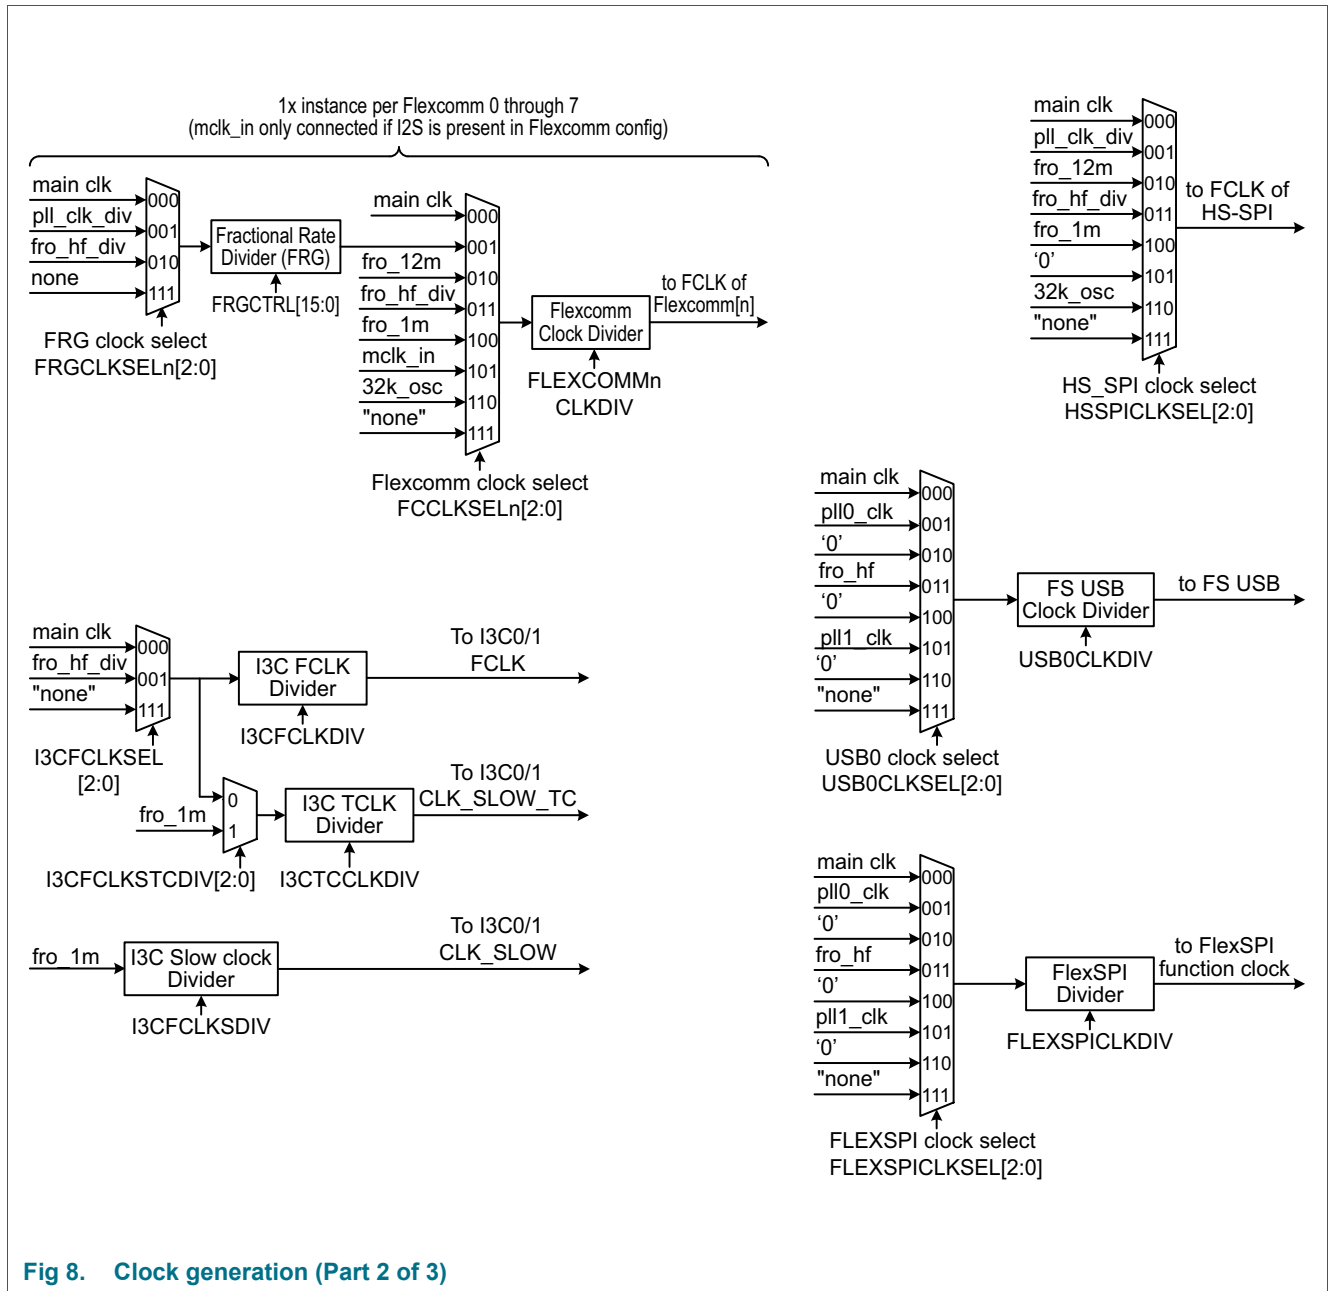 1x instance per Flexcomm 0 through 7
(mclk_in only connected if I2S is present in Flexcomm config)
main clk
000
pll_clk_div
001
fro_hf_div
010
none
111
FRG clock select
FRGCLKSELn[2:0]
Fractional Rate
Divider (FRG)
FRGCTRL[15:0]
main clk
000
001
fro_12m
010
fro_hf_div
011
fro_1m
100
mclk_in
101
32k_osc
110
"none"
111
Flexcomm clock select
FCCLKSELn[2:0]
Flexcomm
Clock Divider
FLEXCOMMn
CLKDIV
to FCLK of
Flexcomm[n]
main clk
000
pll_clk_div
001
fro_12m
010
fro_hf_div
011
fro_1m
100
‘0’
101
32k_osc
110
"none"
111
HS_SPI clock select
HSSPICLKSEL[2:0]
to FCLK of
HS-SPI
main clk
000
fro_hf_div
001
"none"
111
I3CFCLKSEL
[2:0]
I3C FCLK
Divider
I3CFCLKDIV
To I3C0/1
FCLK
0
fro_1m
1
I3CFCLKSTCDIV[2:0]
I3C TCLK
Divider
I3CTCCLKDIV
To I3C0/1
CLK_SLOW_TC
fro_1m
I3C Slow clock
Divider
I3CFCLKSDIV
To I3C0/1
CLK_SLOW
main clk
000
pll0_clk
001
‘0’
010
fro_hf
011
‘0’
100
pll1_clk
101
‘0’
110
"none"
111
USB0 clock select
USB0CLKSEL[2:0]
FS USB
Clock Divider
USB0CLKDIV
to FS USB
main clk
000
pll0_clk
001
‘0’
010
fro_hf
011
‘0’
100
pll1_clk
101
‘0’
110
"none"
111
FLEXSPI clock select
FLEXSPICLKSEL[2:0]
FlexSPI
Divider
FLEXSPICLKDIV
to FlexSPI
function clock
Fig 8. Clock generation (Part 2 of 3)